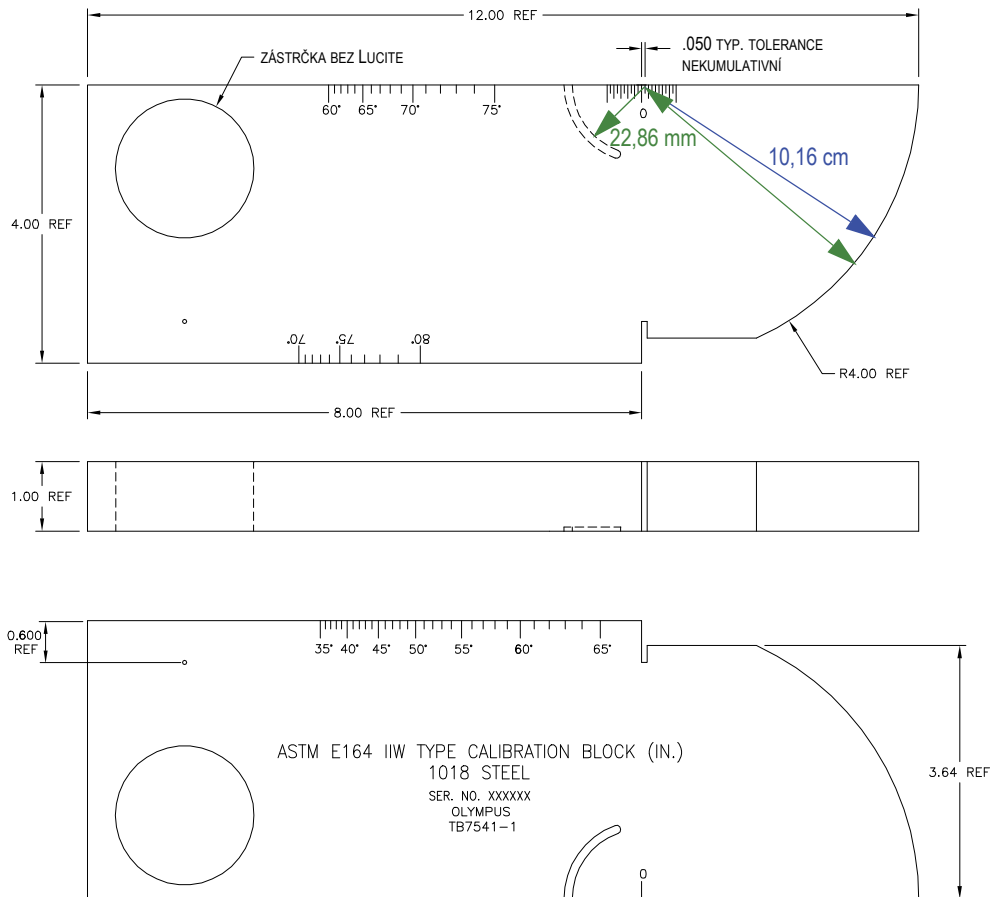 12.00 REF
ZÁSTRČKA BEZ LUCITE
.050 TYP. TOLERANCE
NEKUMULATIVNÍ
60° 65° 70° 75°
0
22,86 mm
10,16 cm
4.00 REF
70° 75° 80°
R4.00 REF
8.00 REF
1.00 REF
0.600
REF
35° 40° 45° 50° 55° 60° 65°
ASTM E164 IIW TYPE CALIBRATION BLOCK (IN.)
1018 STEEL
SER. NO. XXXXXX
OLYMPUS
TB7541-1
3.64 REF
0